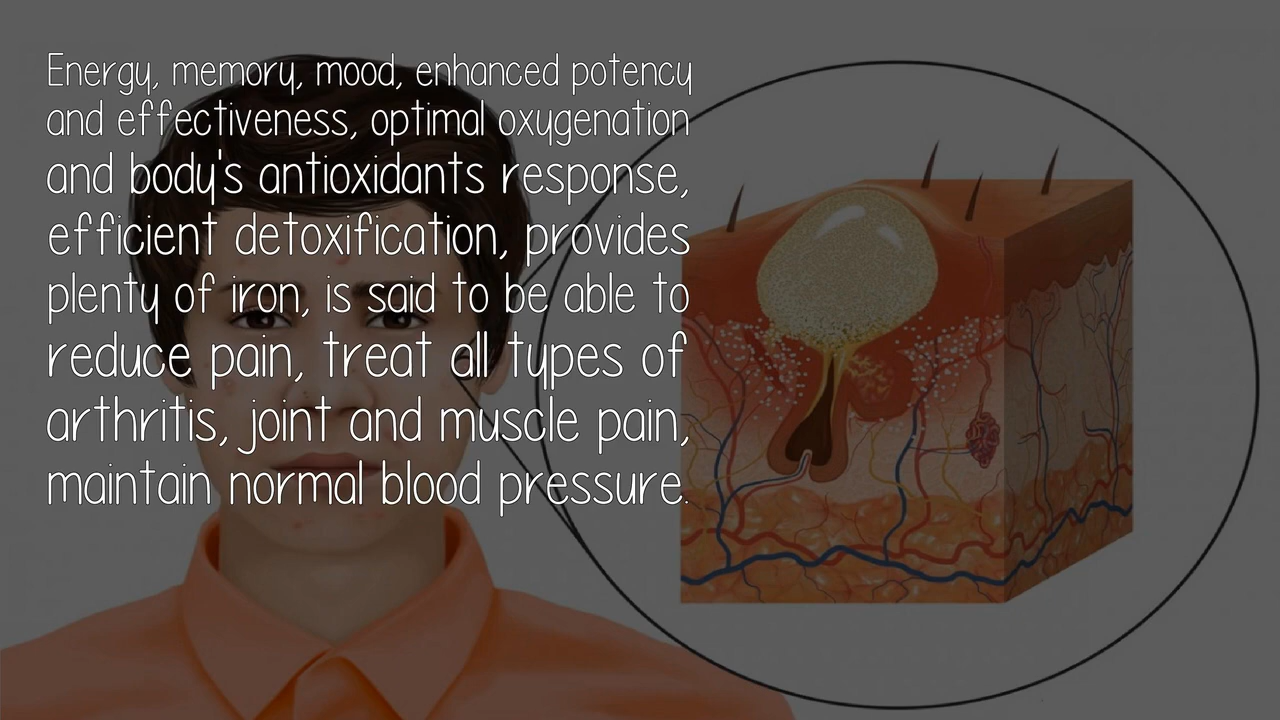 Energy, memory, mood, enhanced potency
and effectiveness, optimal oxygenation
and body's antioxidants response,
efficient detoxification, provides
plenty of iron, is said to be able to
reduce pain, treat all types of
arthritis, joint and muscle pain,
maintain normal blood pressure.